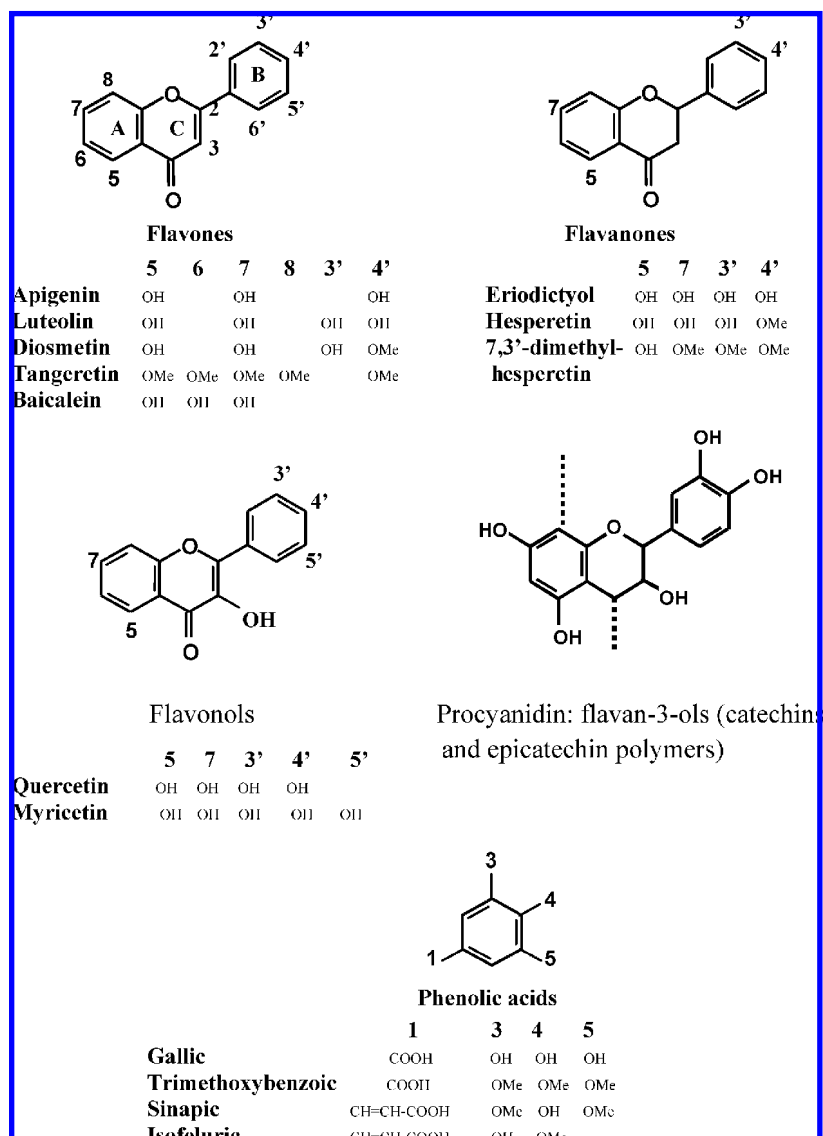 3’
2’ 4’
8 O B
7 2 5’
A C 6’
6 3
5
O
Flavones
5 6 7 8 3’ 4’
Apigenin OH OH OH
Luteolin OH OH OH OH
Diosmetin OH OH OH OMe
Tangeretin OMe OMe OMe OMe OMe
Baicalein OH OH OH
3’
4’
7 O
5
O
Flavanones
5 7 3’ 4’
Eriodictyol OH OH OH OH
Hesperetin OH OH OH OMe
7,3’-dimethyl- OH OMe OMe OMe
hesperetin
3’
4’
7 O 5’
5 OH
O
Flavonols
5 7 3’ 4’ 5’
Quercetin OH OH OH OH
Myricetin OH OH OH OH OH
OH
OH
HO O
OH
OH
Procyanidin: flavan-3-ols (catechins
and epicatechin polymers)
3
4
1 5
Phenolic acids
1 3 4 5
Gallic COOH OH OH OH
Trimethoxybenzoic COOH OMe OMe OMe
Sinapic CH=CH-COOH OMe OH OMe
Isofeluric CH=CH-COOH OH OMe